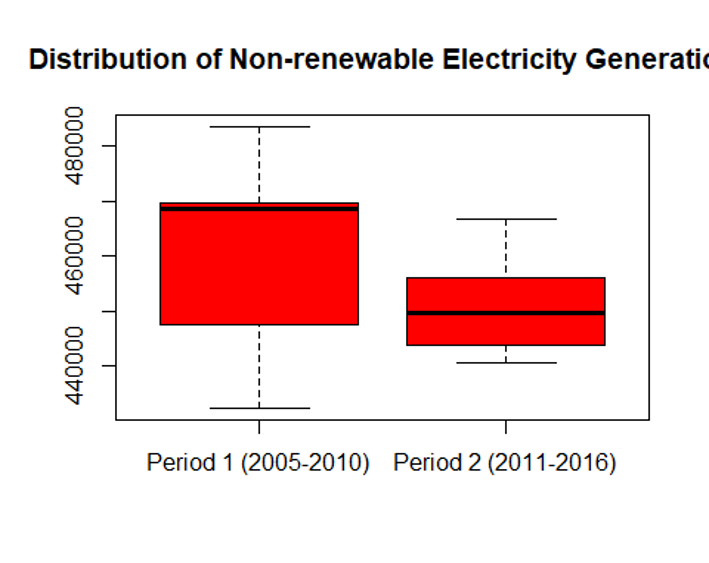 Distribution of Non-renewable Electricity Generatio
480000
460000
440000
Period 1 (2005-2010) Period 2 (2011-2016)